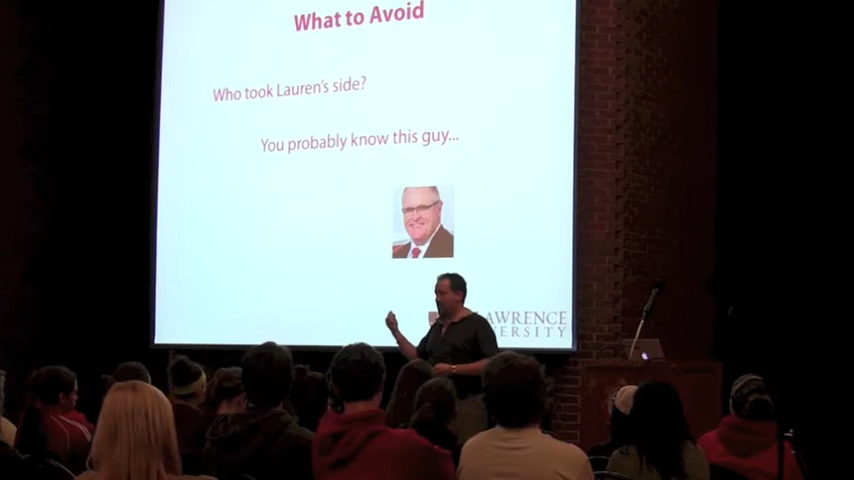 What to Avoid
Who took Lauren's side?
You probably know this guy...
LAWRENCE
UNIVERSITY